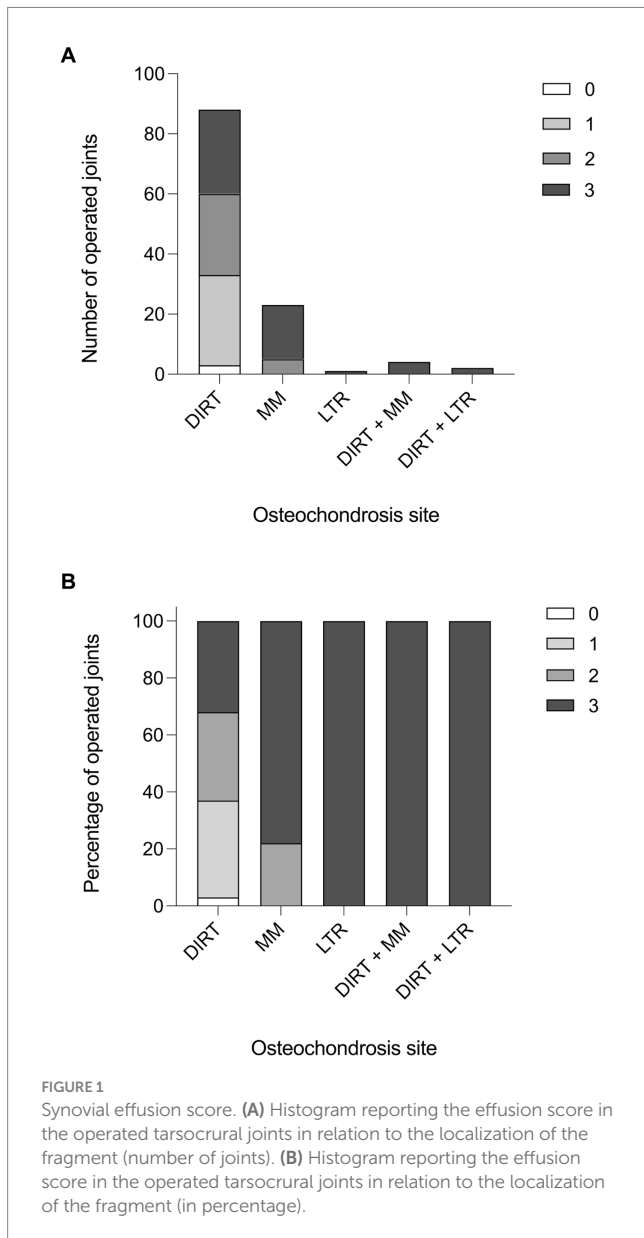 A
100
80
60
40
20
0
Number of operated joints
0
1
2
3
DIRT
MM
LTR
DIRT + MM
DIRT + LTR
Osteochondrosis site
B
100
80
60
40
20
0
Percentage of operated joints
0
1
2
3
DIRT
MM
LTR
DIRT + MM
DIRT + LTR
Osteochondrosis site
FIGURE 1
Synovial effusion score. (A) Histogram reporting the effusion score in
the operated tarsocrural joints in relation to the localization of the
fragment (number of joints). (B) Histogram reporting the effusion
score in the operated tarsocrural joints in relation to the localization
of the fragment (in percentage).